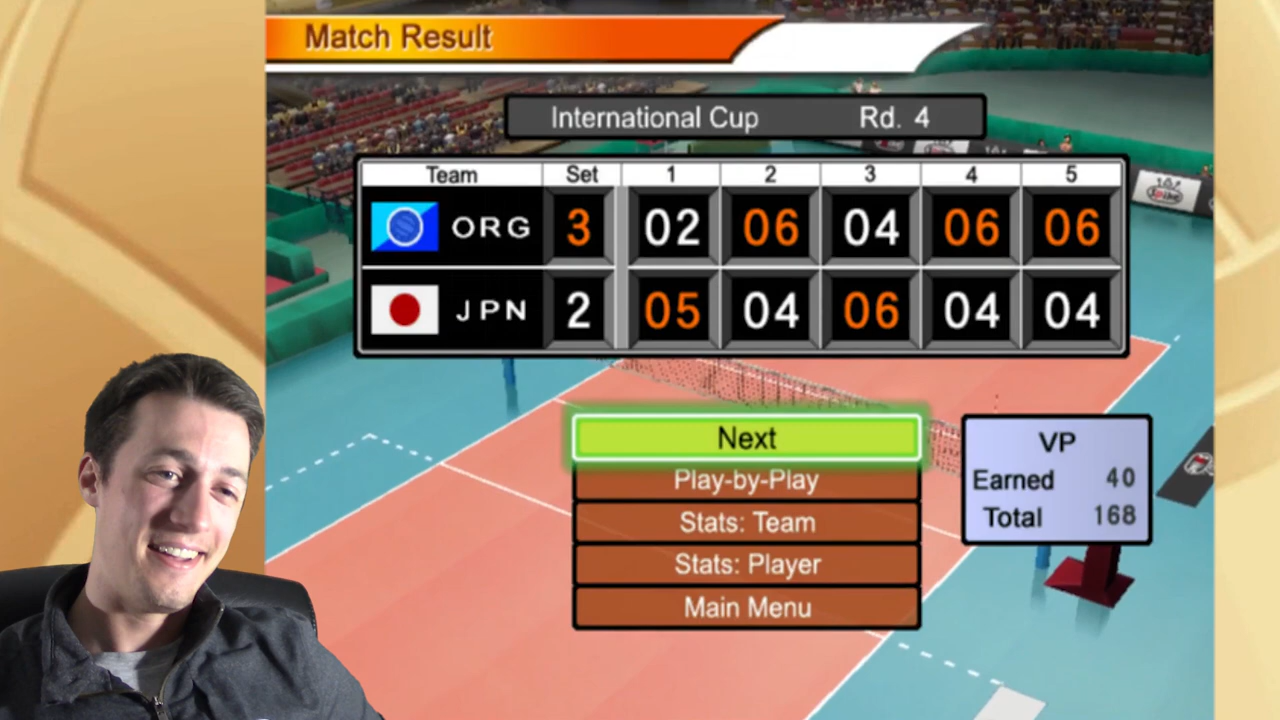 Match Result
International Cup Rd. 4
Team Set 1 2 3 4 5
ORG 3 02 06 04 06 06
JPN 2 05 04 06 04 04
Next
Play-by-Play
Stats: Team
Stats: Player
Main Menu
VP
Earned 40
Total 168
Spike